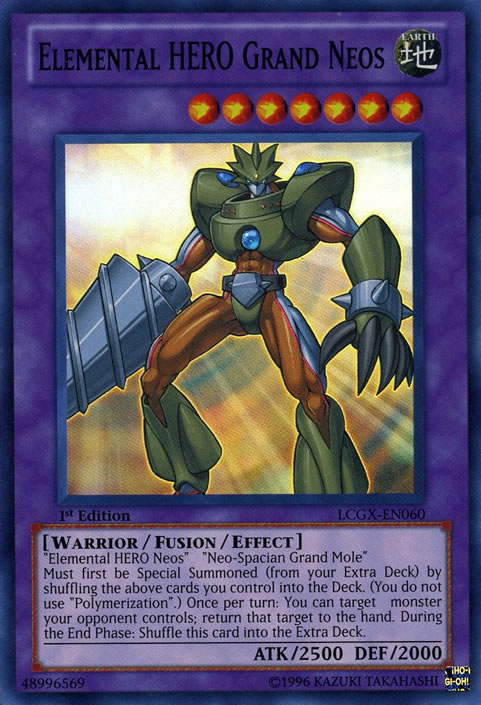 ELEMENTAL HERO GRAND NEOS
EARTH
地
1st Edition
LCGX-EN060
[WARRIOR / FUSION / EFFECT]
"Elemental HERO Neos" "Neo-Spacian Grand Mole"
Must first be Special Summoned (from your Extra Deck) by
shuffling the above cards you control into the Deck. (You do not
use "Polymerization".) Once per turn: You can target monster
your opponent controls; return that target to the hand. During
the End Phase: Shuffle this card into the Extra Deck.
ATK/2500 DEF/2000
48996569
©1996 KAZUKI TAKAHASHI